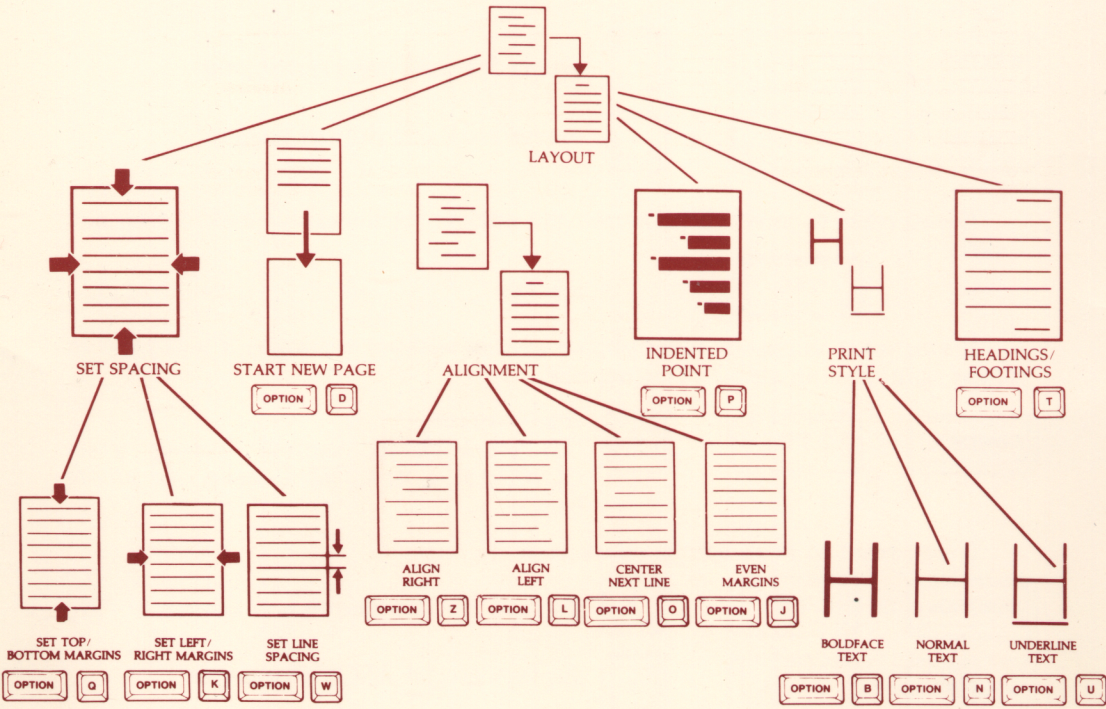 LAYOUT
SET SPACING
START NEW PAGE
OPTION D
ALIGNMENT
INDENTED
POINT
OPTION P
PRINT
STYLE
HEADINGS/
FOOTINGS
OPTION T
SET TOP/
BOTTOM MARGINS
OPTION Q
SET LEFT/
RIGHT MARGINS
OPTION K
SET LINE
SPACING
OPTION W
ALIGN
RIGHT
OPTION Z
ALIGN
LEFT
OPTION L
CENTER
NEXT LINE
OPTION O
EVEN
MARGINS
OPTION J
H
H
H
H
H
BOLDFACE
TEXT
OPTION B
NORMAL
TEXT
OPTION N
UNDERLINE
TEXT
OPTION U